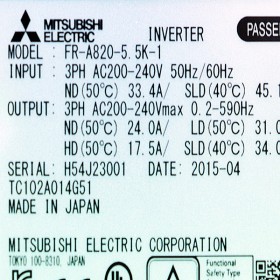 MITSUBISHI
ELECTRIC
INVERTER
PASSE
MODEL : FR-A820-5.5K-1
INPUT : 3PH AC200-240V 50Hz/60Hz
ND(50℃) 33.4A/ SLD(40℃) 45.1
OUTPUT: 3PH AC200-240Vmax 0.2-590Hz
ND(50℃) 24.0A/ LD(50℃) 31.0
HD(50℃) 17.5A/ SLD(40℃) 34.0
SERIAL: H54J23001 DATE: 2015-04
TC102A014G51
MADE IN JAPAN
MITSUBISHI ELECTRIC CORPORATION
TOKYO 100-8310, JAPAN
Functional
Safety Type